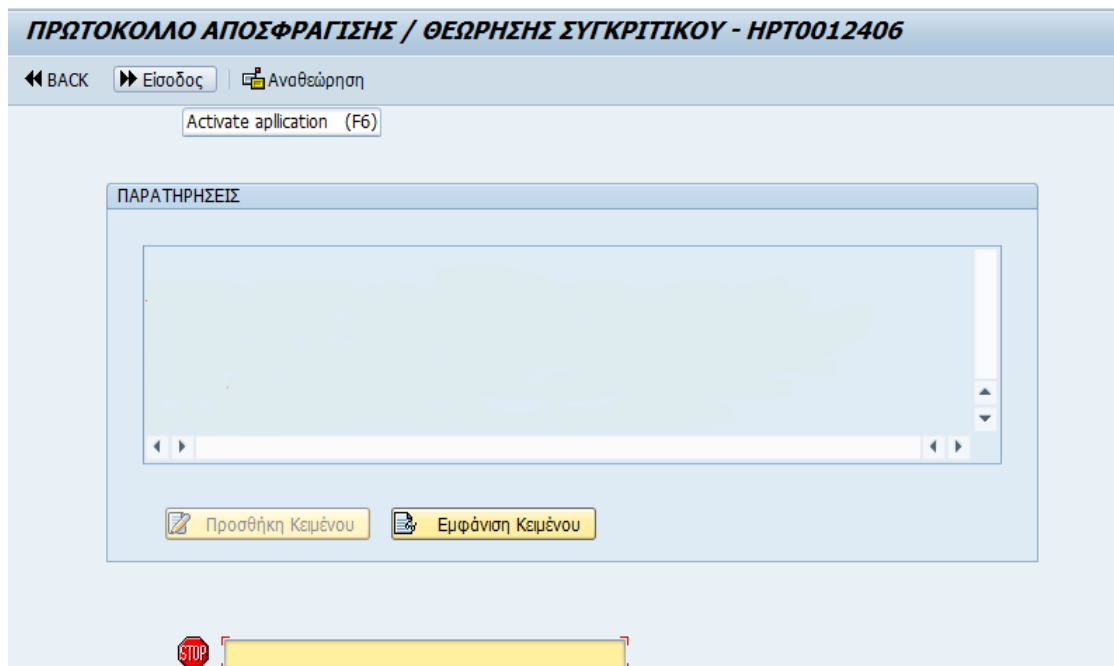 ΠΡΩΤΟΚΟΛΛΟ ΑΠΟΣΦΡΑΓΙΣΗΣ / ΘΕΩΡΗΣΗΣ ΣΥΓΚΡΙΤΙΚΟΥ - HPT0012406
BACK Είσοδος Αναθεώρηση
Activate apllication (F6)
ΠΑΡΑΤΗΡΗΣΕΙΣ
Προσθήκη Κειμένου Εμφάνιση Κειμένου
STOP